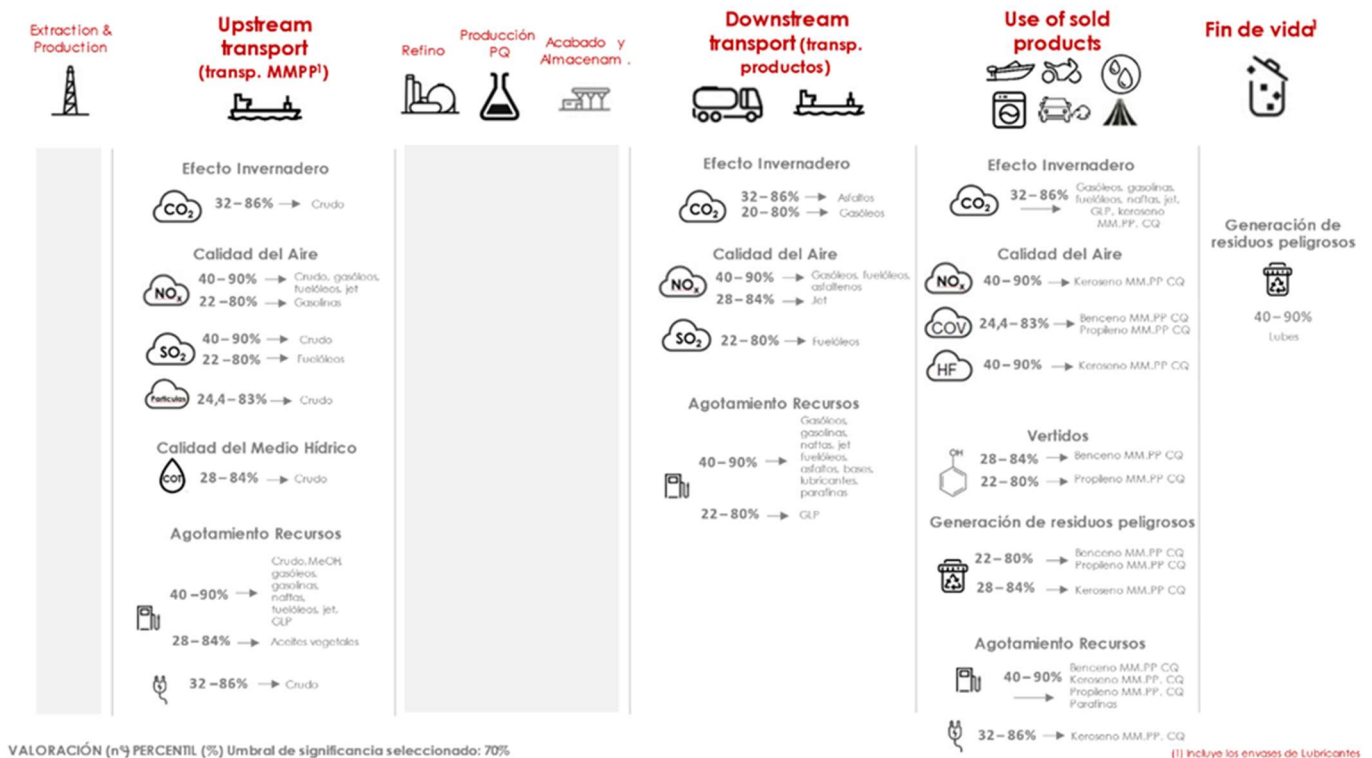 Extraction &
Production
Upstream
transport
(transp. MMPP¹)
Refino
Producción
PQ
Acabado y
Almacenam .
Downstream
transport (transp.
productos)
Use of sold
products
Fin de vida¹
Efecto Invernadero
CO₂
32–86% → Crudo
Calidad del Aire
NOₓ
40–90% → Crudo, gasóleos,
fuelóleos, jet
22–80% → Gasolinas
SO₂
40–90% → Crudo
22–80% → Fuelóleos
Partículas
24,4–83% → Crudo
Calidad del Medio Hídrico
COT
28–84% → Crudo
Agotamiento Recursos
40–90% →
Crudo, MeOH
gasóleos,
gasolinas,
naftas,
fuelóleos, jet,
GLP
28–84% → Aceites vegetales
32–86% → Crudo
Efecto Invernadero
CO₂
32–86% → Asfaltos
20–80% → Gasóleos
Calidad del Aire
NOₓ
40–90% → Gasóleos, fuelóleos,
asfaltenos
28–84% → Jet
SO₂
22–80% → Fuelóleos
Agotamiento Recursos
40–90% →
Gasóleos,
gasolinas,
naftas, jet
fuelóleos,
asfaltos, bases,
lubricantes,
parafinas
22–80% → GLP
Efecto Invernadero
CO₂
32–86% →
Gasóleos, gasolinas,
fuelóleos, naftas, jet,
GLP, keroseno
MM.PP. CQ
Calidad del Aire
NOₓ
40–90% → Keroseno MM.PP CQ
COV
24,4–83% → Benceno MM.PP CQ
Propileno MM.PP CQ
HF
40–90% → Keroseno MM.PP CQ
Vertidos
OH
28–84% → Benceno MM.PP CQ
22–80% → Propileno MM.PP CQ
Generación de residuos peligrosos
22–80% → Benceno MM.PP CQ
Propileno MM.PP CQ
28–84% → Keroseno MM.PP CQ
Agotamiento Recursos
40–90% →
Benceno MM.PP CQ
Keroseno MM.PP. CQ
Propileno MM.PP. CQ
Parafinas
32–86% → Keroseno MM.PP. CQ
Generación de
residuos peligrosos
40–90%
Lubes
VALORACIÓN (nº) PERCENTIL (%) Umbral de significancia seleccionado: 70%
(1) Incluye los envases de Lubricantes